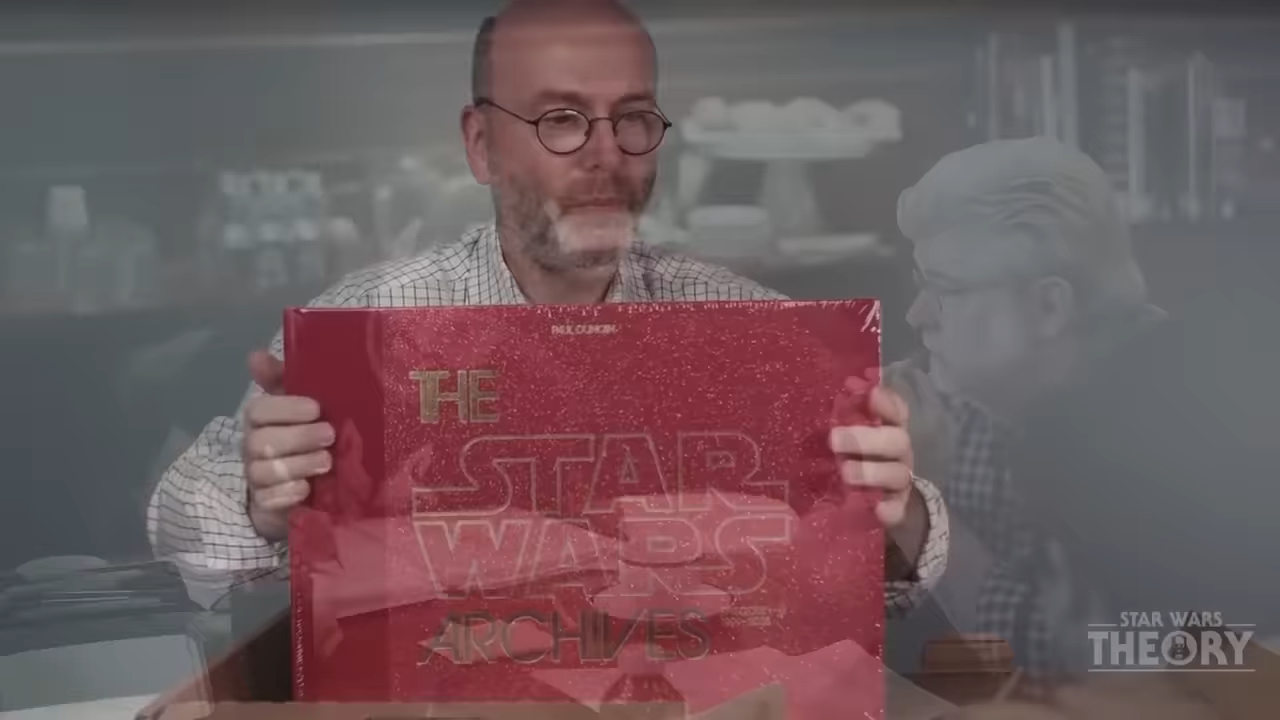 PAUL DUNCAN
THE
STAR
WARS
ARCHIVES
STAR WARS
THEORY